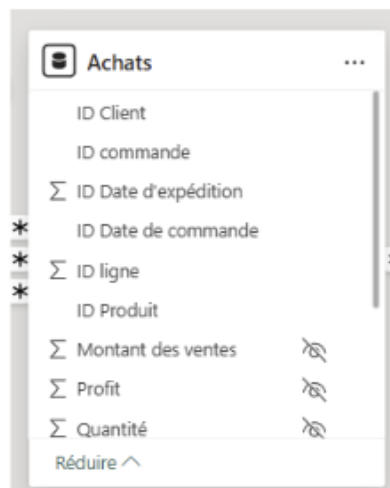 Achats
ID Client
ID commande
∑ ID Date d'expédition
* ID Date de commande
* ∑ ID ligne
* ID Produit
∑ Montant des ventes
∑ Profit
∑ Quantité
Réduire